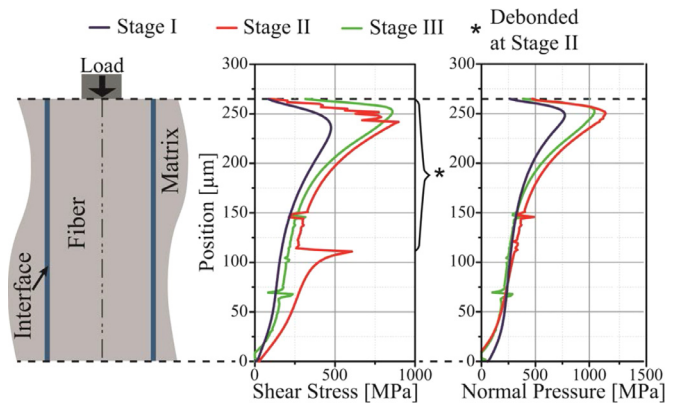 Stage I
Stage II
Stage III
* Debonded
at Stage II
Load
Matrix
Fiber
Interface
Position [μm]
300
250
200
150
100
50
0
0
500
1000
Shear Stress [MPa]
*
300
250
200
150
100
50
0
0
500
1000
1500
Normal Pressure [MPa]